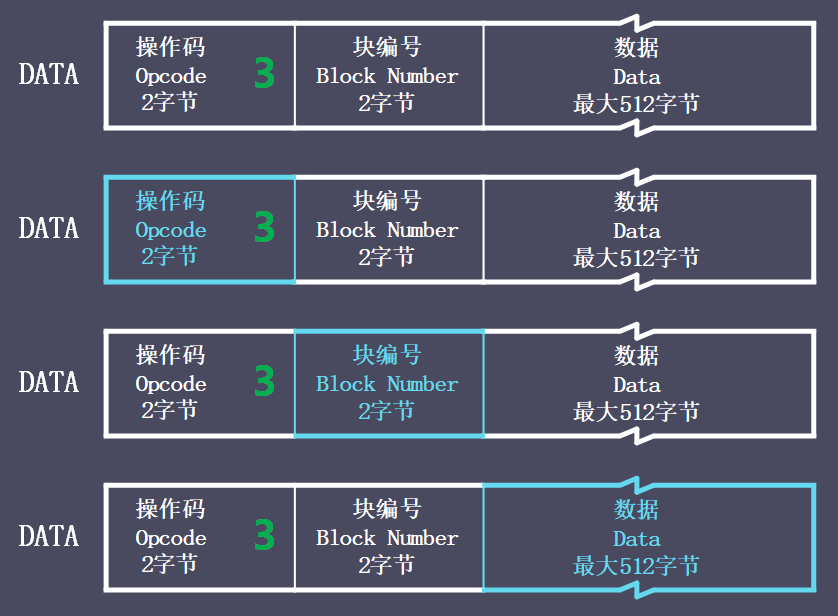 DATA
操作码
Opcode
2字节
3
块编号
Block Number
2字节
数据
Data
最大512字节
DATA
操作码
Opcode
2字节
3
块编号
Block Number
2字节
数据
Data
最大512字节
DATA
操作码
Opcode
2字节
3
块编号
Block Number
2字节
数据
Data
最大512字节
DATA
操作码
Opcode
2字节
3
块编号
Block Number
2字节
数据
Data
最大512字节